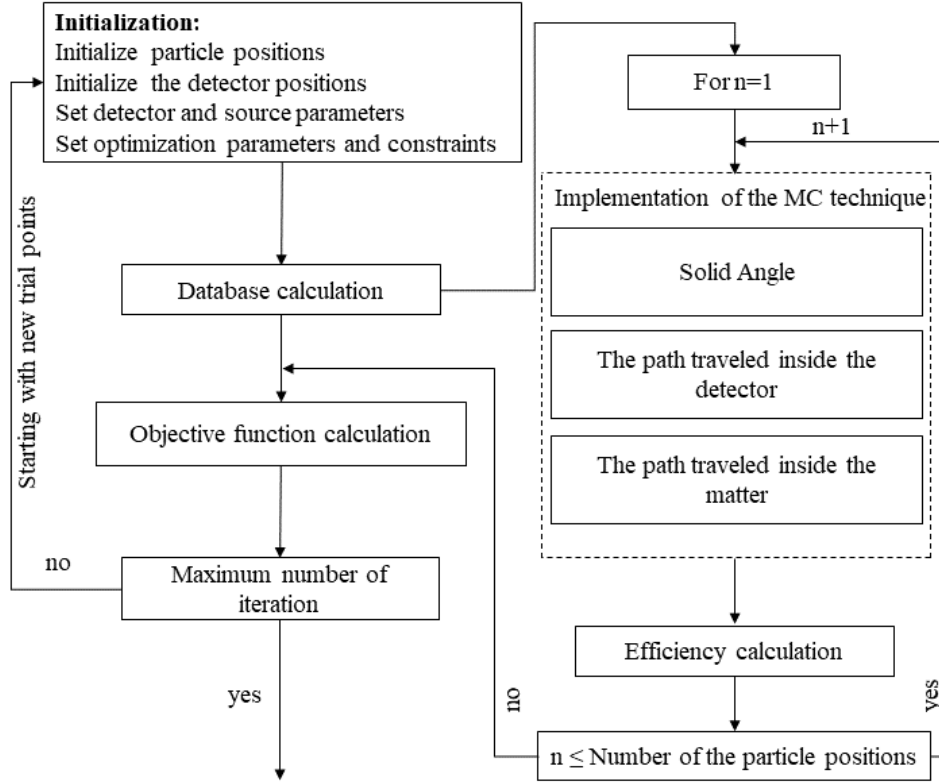 Initialization:
Initialize particle positions
Initialize the detector positions
Set detector and source parameters
Set optimization parameters and constraints
Database calculation
Objective function calculation
Maximum number of
iteration
yes
no
Starting with new trial points
For n=1
n+1
Implementation of the MC technique
Solid Angle
The path traveled inside the
detector
The path traveled inside the
matter
Efficiency calculation
n ≤ Number of the particle positions
no
yes